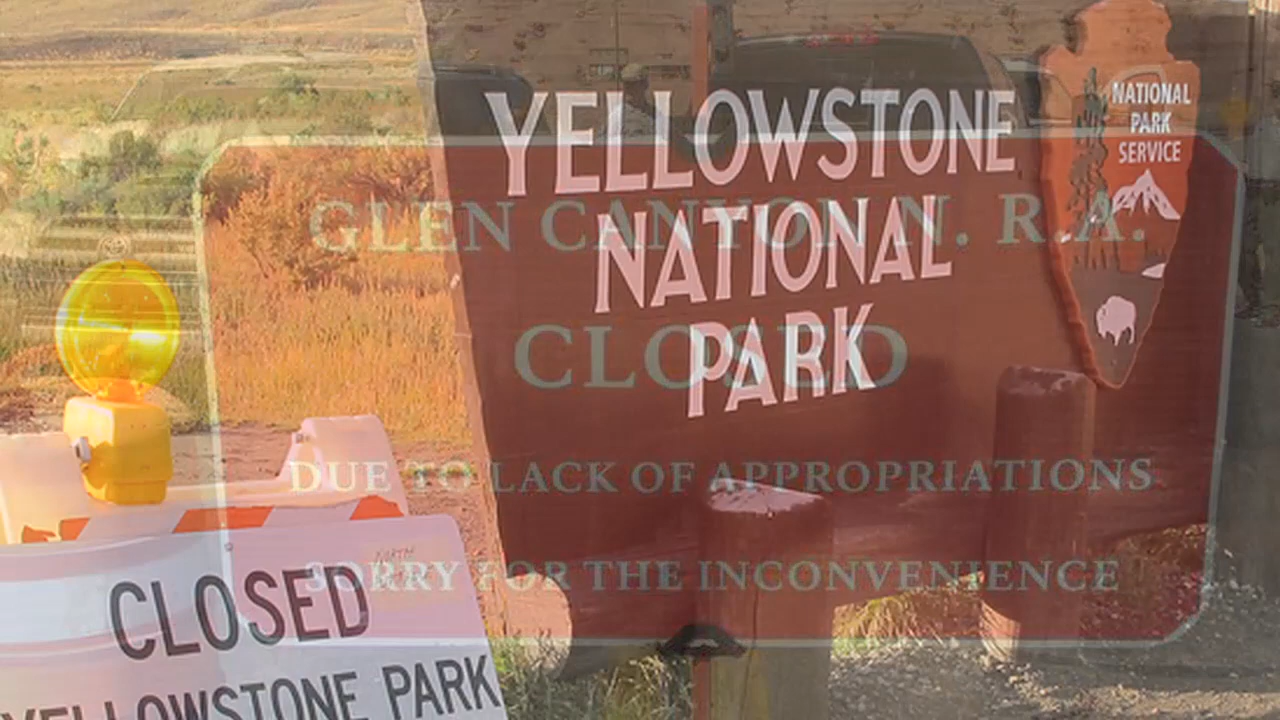 YELLOWSTONE
NATIONAL
PARK
NATIONAL
PARK
SERVICE
GLEN CANYON N. R.A.
CLOSED
DUE TO LACK OF APPROPRIATIONS
SORRY FOR THE INCONVENIENCE
CLOSED
YELLOWSTONE PARK